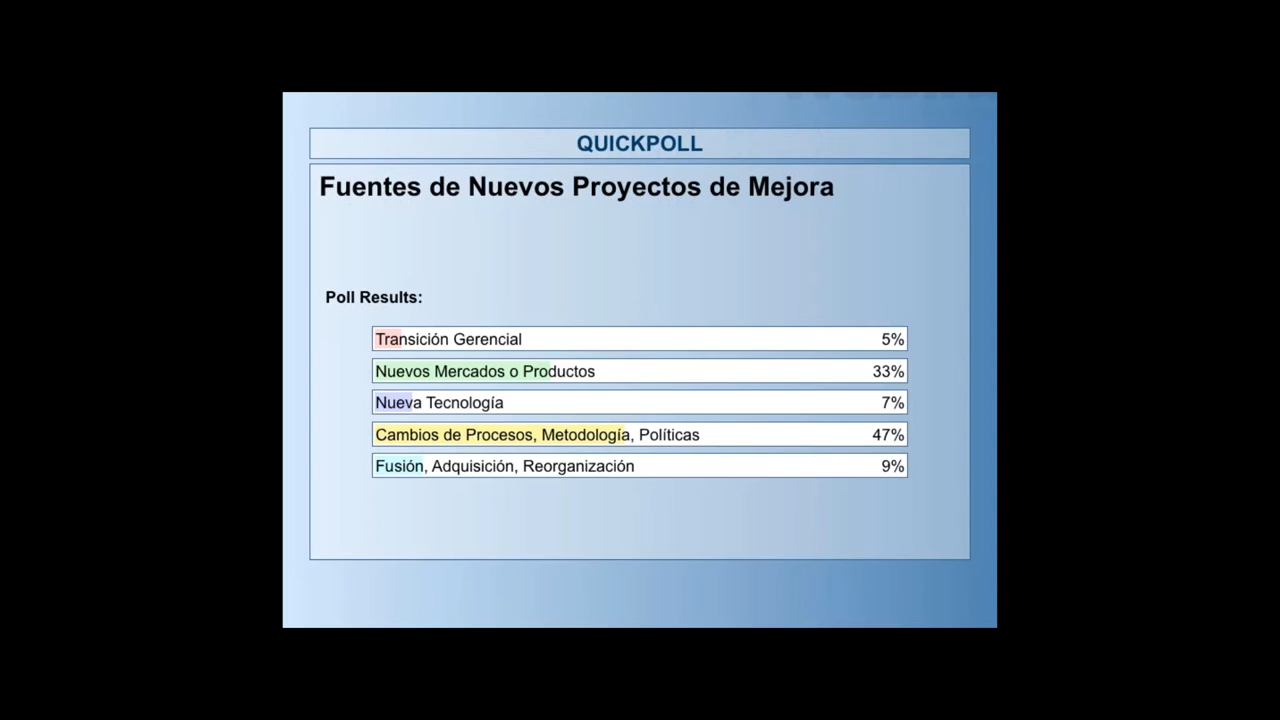 QUICKPOLL
Fuentes de Nuevos Proyectos de Mejora
Poll Results:
Transición Gerencial 5%
Nuevos Mercados o Productos 33%
Nueva Tecnología 7%
Cambios de Procesos, Metodología, Políticas 47%
Fusión, Adquisición, Reorganización 9%